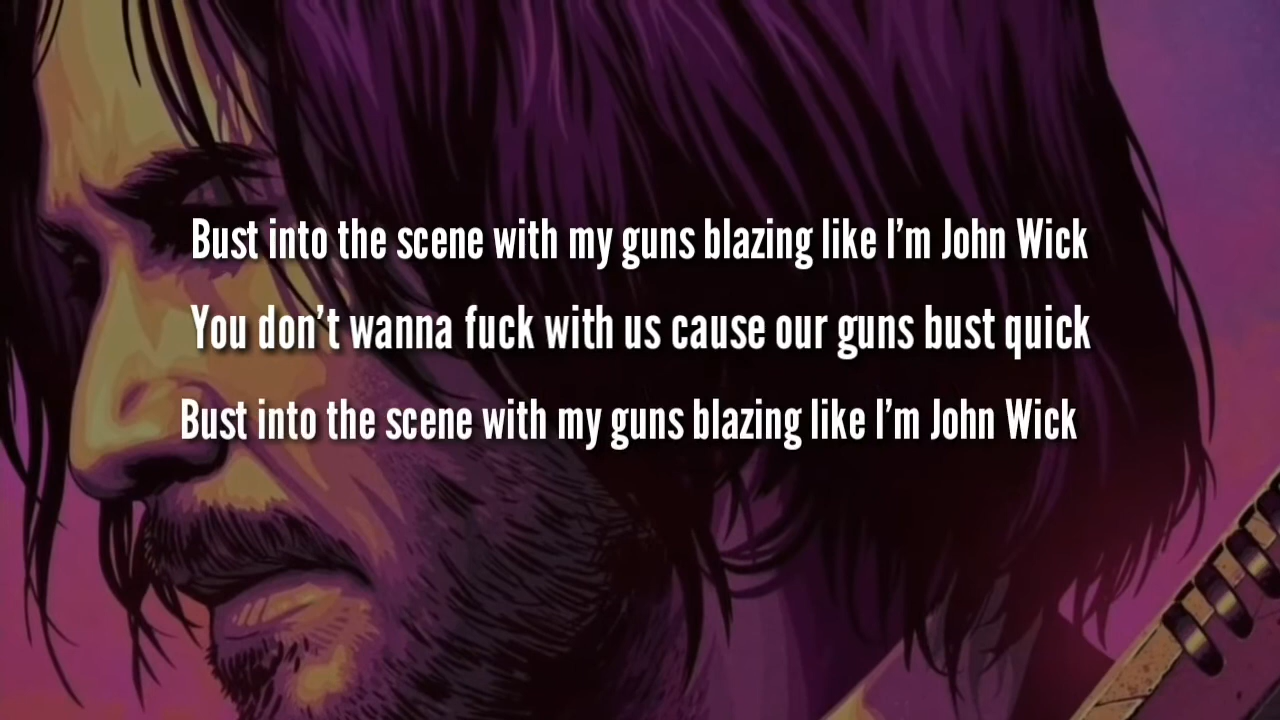 Bust into the scene with my guns blazing like I’m John Wick
You don’t wanna fuck with us cause our guns bust quick
Bust into the scene with my guns blazing like I’m John Wick